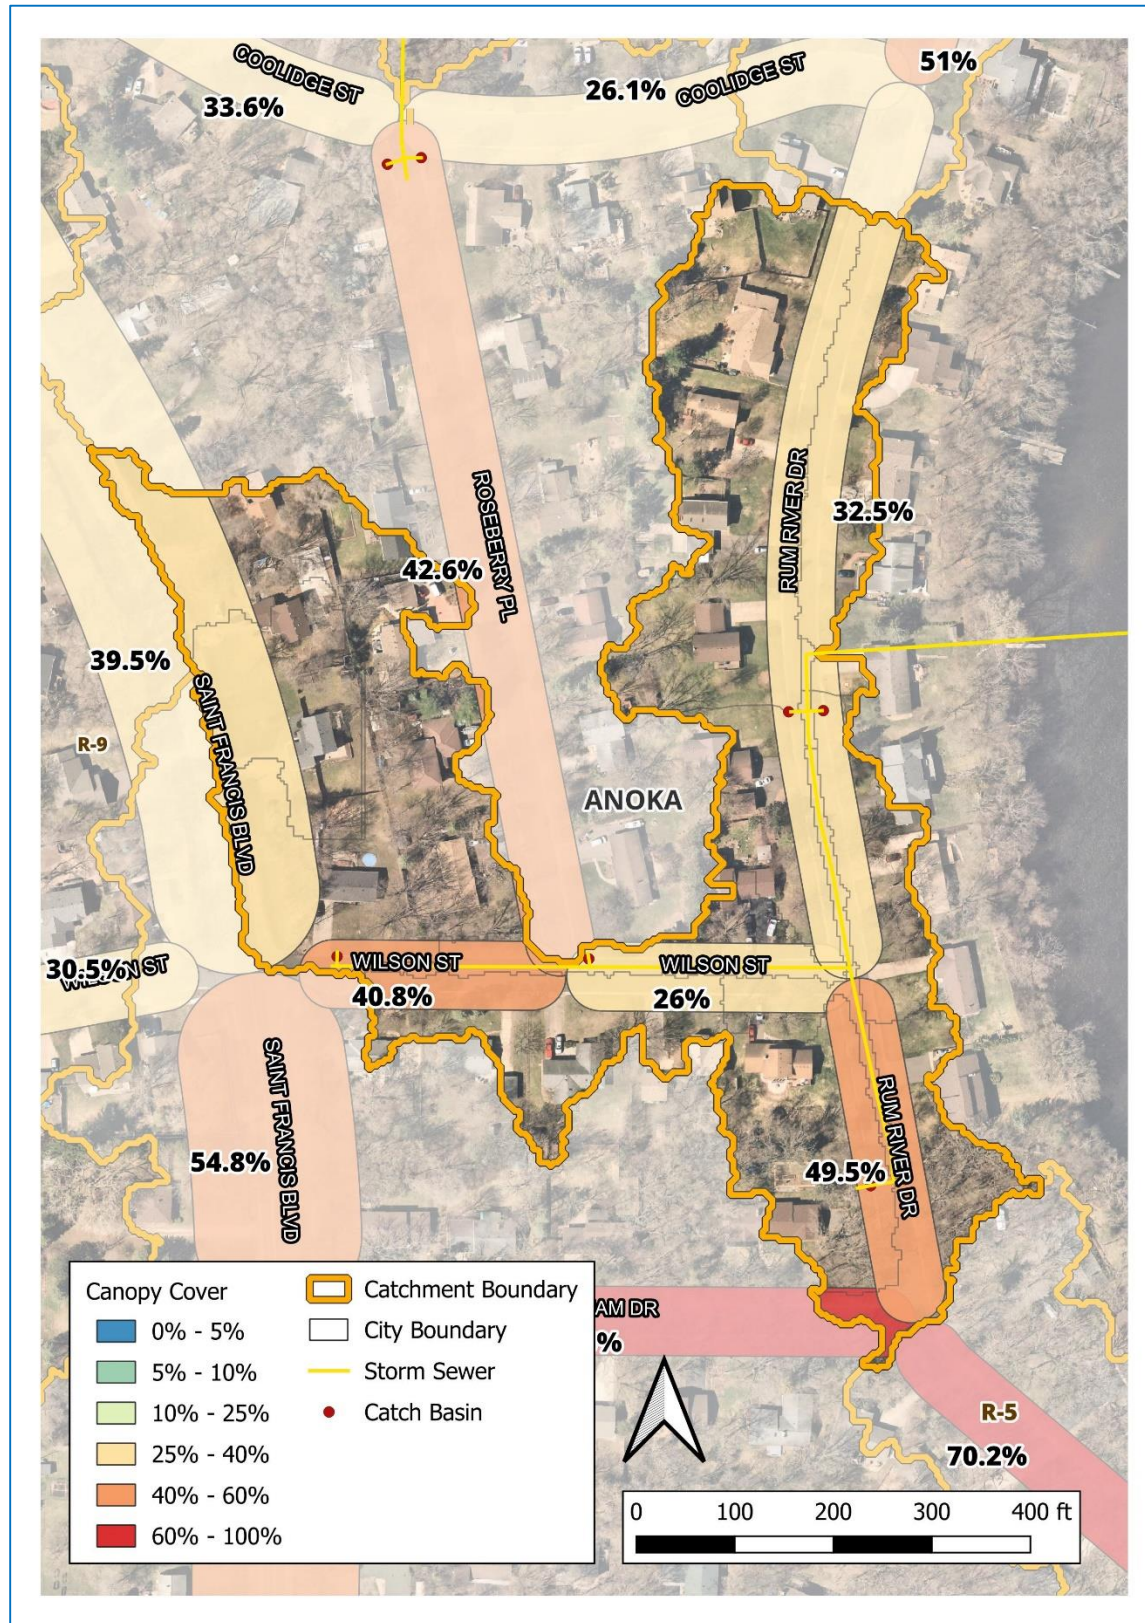 COOLIDGE ST
33.6%
26.1%
COOLIDGE ST
51%
ROSEBERRY PL
42.6%
RUM RIVER DR
32.5%
39.5%
SAINT FRANCIS BLVD
R-9
ANOKA
30.5%
WILSON ST
WILSON ST
40.8%
WILSON ST
26%
SAINT FRANCIS BLVD
54.8%
RUM RIVER DR
49.5%
AM DR
%
R-5
70.2%
Canopy Cover
0% - 5%
5% - 10%
10% - 25%
25% - 40%
40% - 60%
60% - 100%
Catchment Boundary
City Boundary
Storm Sewer
Catch Basin
0 100 200 300 400 ft